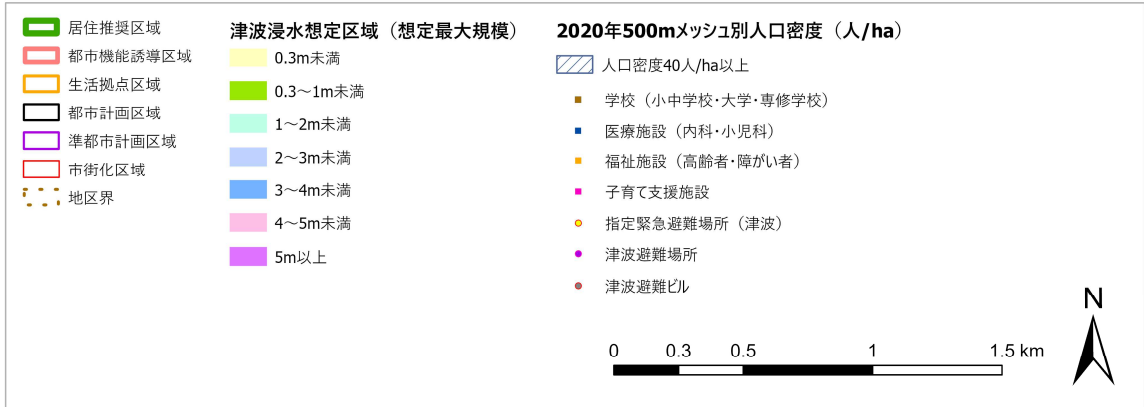 居住推奨区域
都市機能誘導区域
生活拠点区域
都市計画区域
準都市計画区域
市街化区域
地区界
津波浸水想定区域（想定最大規模）
0.3m未満
0.3～1m未満
1～2m未満
2～3m未満
3～4m未満
4～5m未満
5m以上
2020年500mメッシュ別人口密度（人/ha）
人口密度40人/ha以上
学校（小中学校・大学・専修学校）
医療施設（内科・小児科）
福祉施設（高齢者・障がい者）
子育て支援施設
指定緊急避難場所（津波）
津波避難場所
津波避難ビル
0 0.3 0.5 1 1.5 km
N